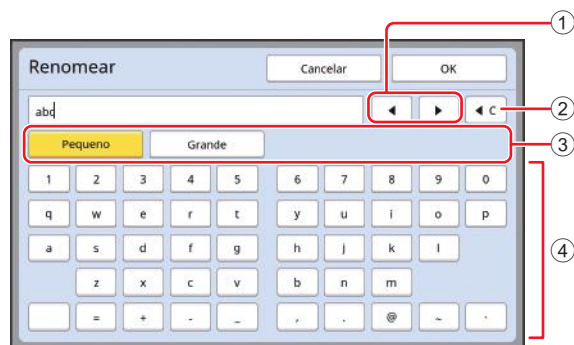 ①
Renomear Cancelar OK
abc ◀ ▶ ◀ C ②
Pequeno Grande ③
1 2 3 4 5 6 7 8 9 0
q w e r t y u i o p
a s d f g h j k l ④
z x c v b n m
= + - _ , . @ ~ ·